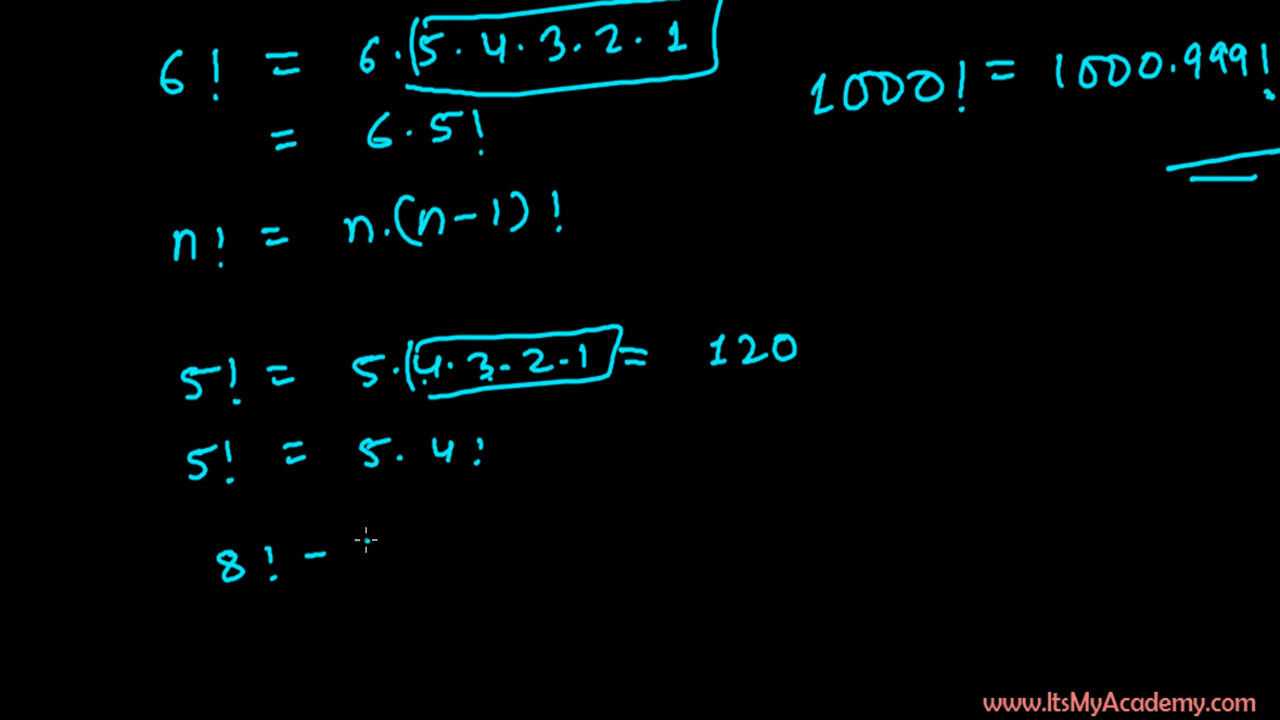 6! = 6.(5.4.3.2.1
= 6.5!
1000! = 1000.999!
n! = n.(n-1)!
5! = 5.(4.3.2.1 = 120
5! = 5.4!
8! -
www.ItsMyAcademy.com